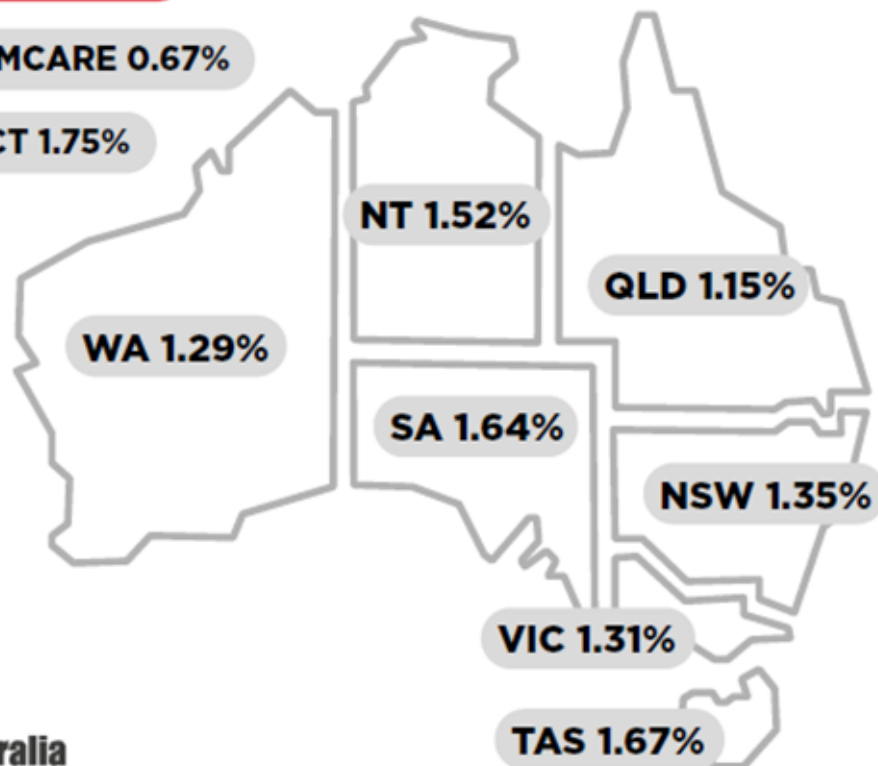 MCARE 0.67%
CT 1.75%
NT 1.52%
QLD 1.15%
WA 1.29%
SA 1.64%
NSW 1.35%
VIC 1.31%
TAS 1.67%
ralia